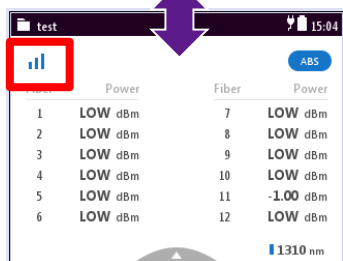 test 15:04
ABS
Fiber Power Fiber Power
1 LOW dBm 7 LOW dBm
2 LOW dBm 8 LOW dBm
3 LOW dBm 9 LOW dBm
4 LOW dBm 10 LOW dBm
5 LOW dBm 11 -1.00 dBm
6 LOW dBm 12 LOW dBm
1310 nm